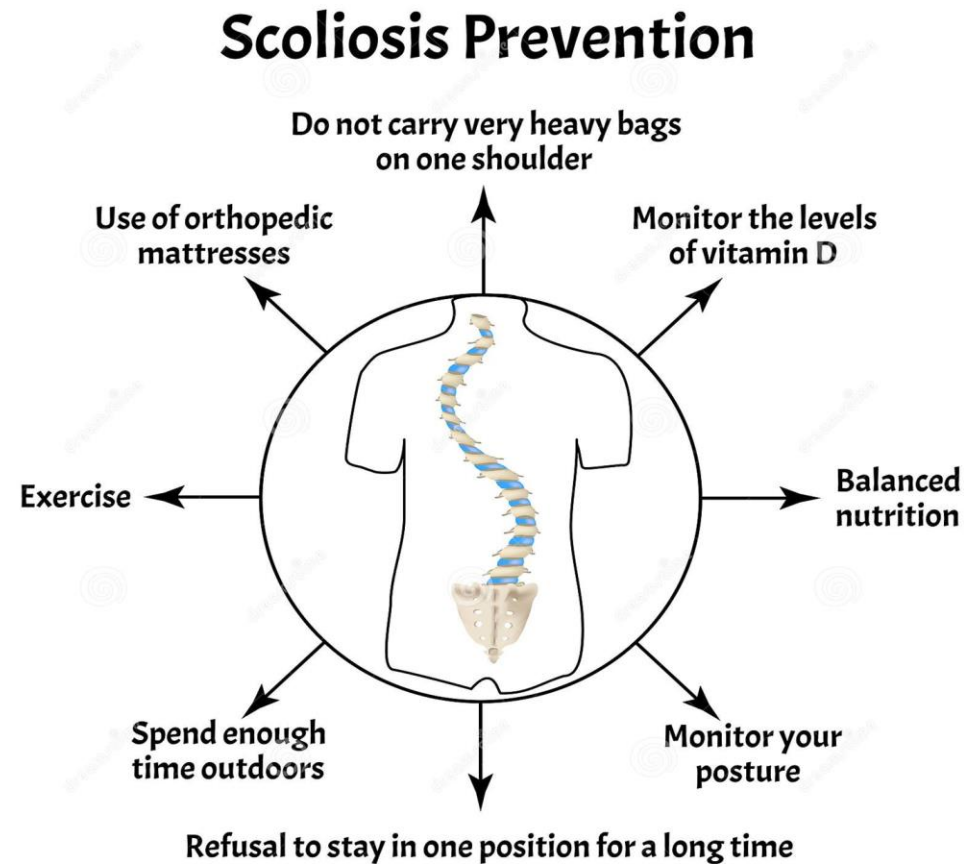 Scoliosis Prevention
Do not carry very heavy bags
on one shoulder
Use of orthopedic
mattresses
Monitor the levels
of vitamin D
Exercise
Balanced
nutrition
Spend enough
time outdoors
Monitor your
posture
Refusal to stay in one position for a long time